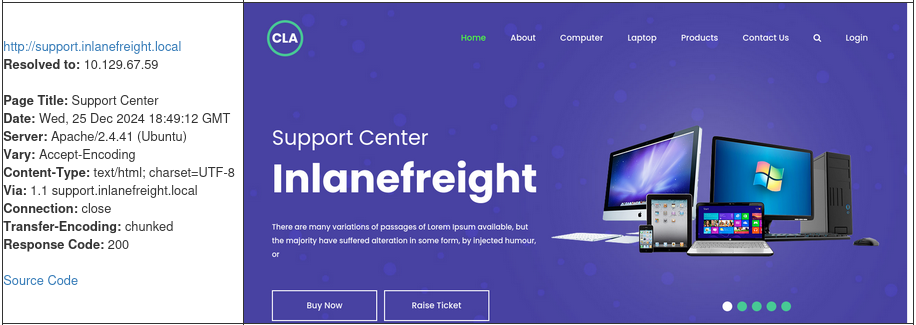 http://support.inlanefreight.local
Resolved to: 10.129.67.59
Page Title: Support Center
Date: Wed, 25 Dec 2024 18:49:12 GMT
Server: Apache/2.4.41 (Ubuntu)
Vary: Accept-Encoding
Content-Type: text/html; charset=UTF-8
Via: 1.1 support.inlanefreight.local
Connection: close
Transfer-Encoding: chunked
Response Code: 200
Source Code
CLA
Home About Computer Laptop Products Contact Us Login
Support Center
Inlanefreight
There are many variations of passages of Lorem Ipsum available, but
the majority have suffered alteration in some form, by injected humour,
or
Buy Now Raise Ticket